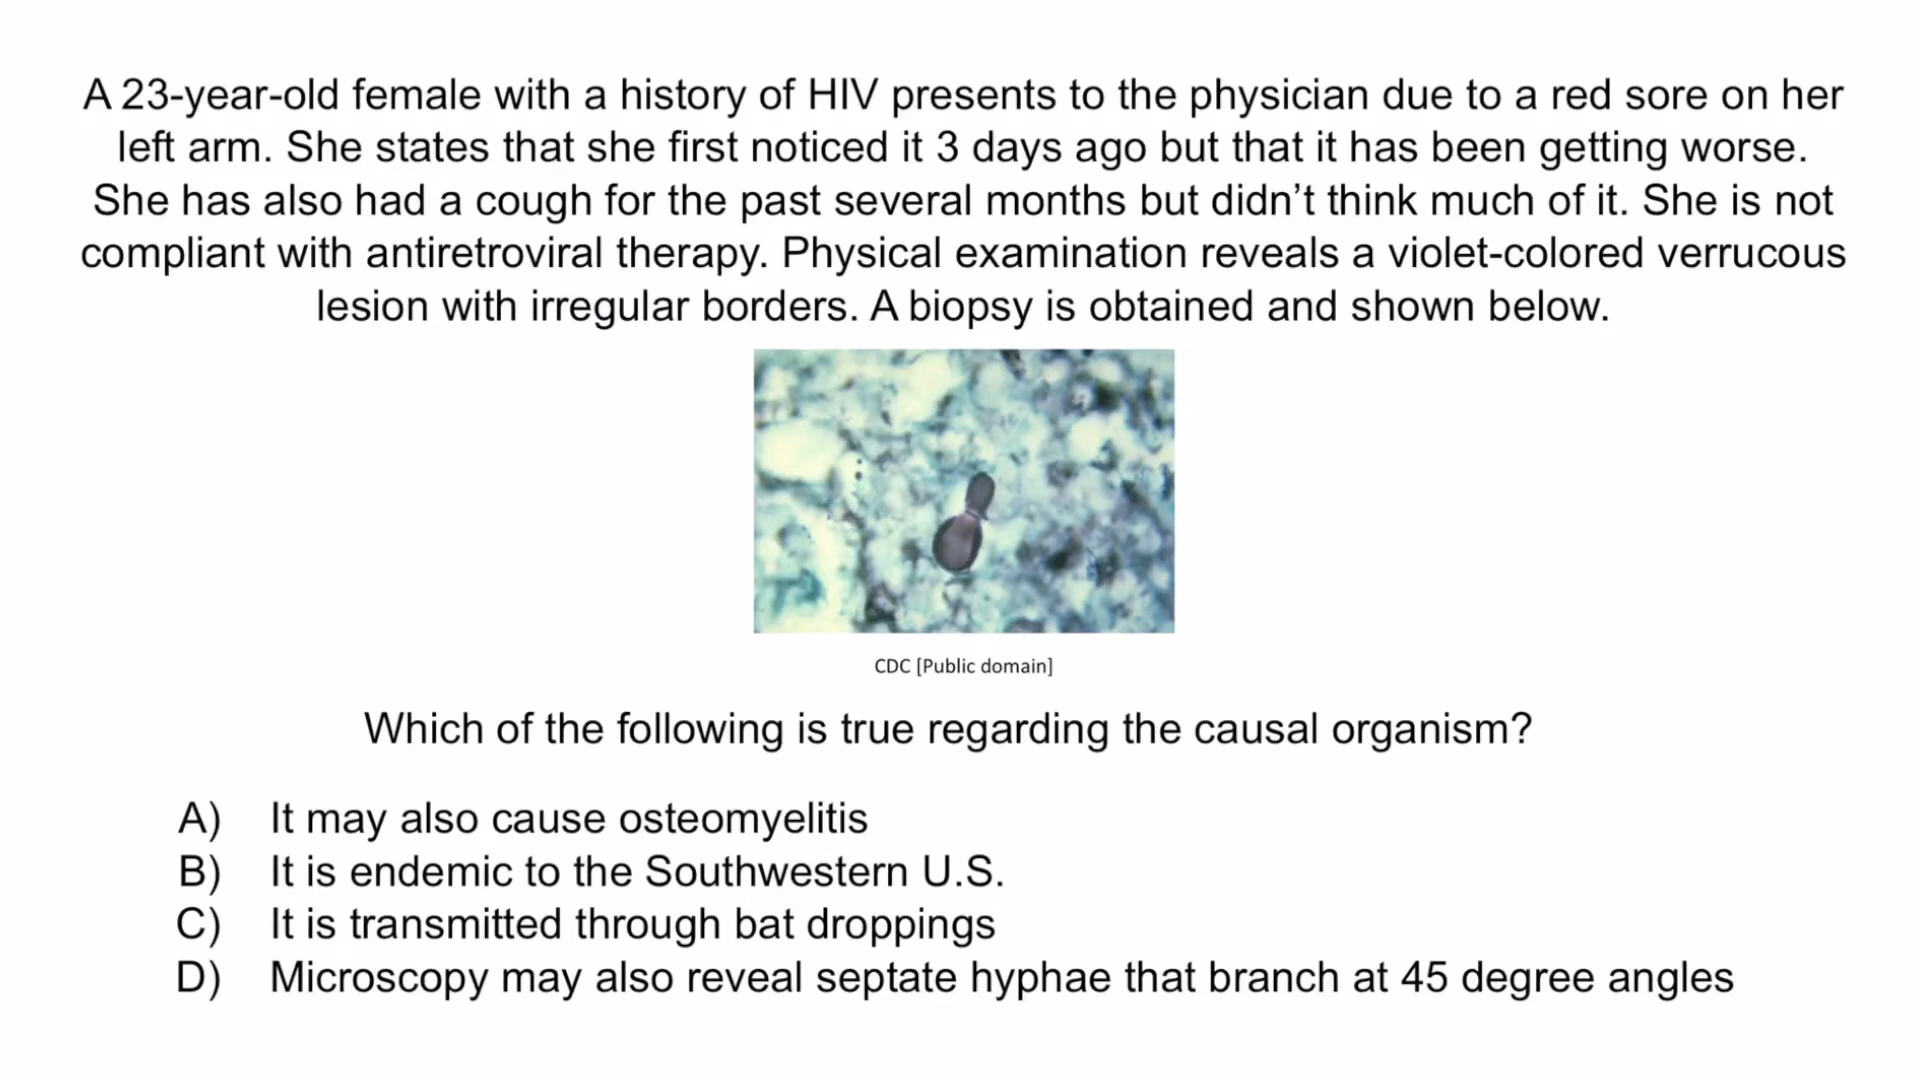 A 23-year-old female with a history of HIV presents to the physician due to a red sore on her
left arm. She states that she first noticed it 3 days ago but that it has been getting worse.
She has also had a cough for the past several months but didn’t think much of it. She is not
compliant with antiretroviral therapy. Physical examination reveals a violet-colored verrucous
lesion with irregular borders. A biopsy is obtained and shown below.
CDC [Public domain]
Which of the following is true regarding the causal organism?
A) It may also cause osteomyelitis
B) It is endemic to the Southwestern U.S.
C) It is transmitted through bat droppings
D) Microscopy may also reveal septate hyphae that branch at 45 degree angles